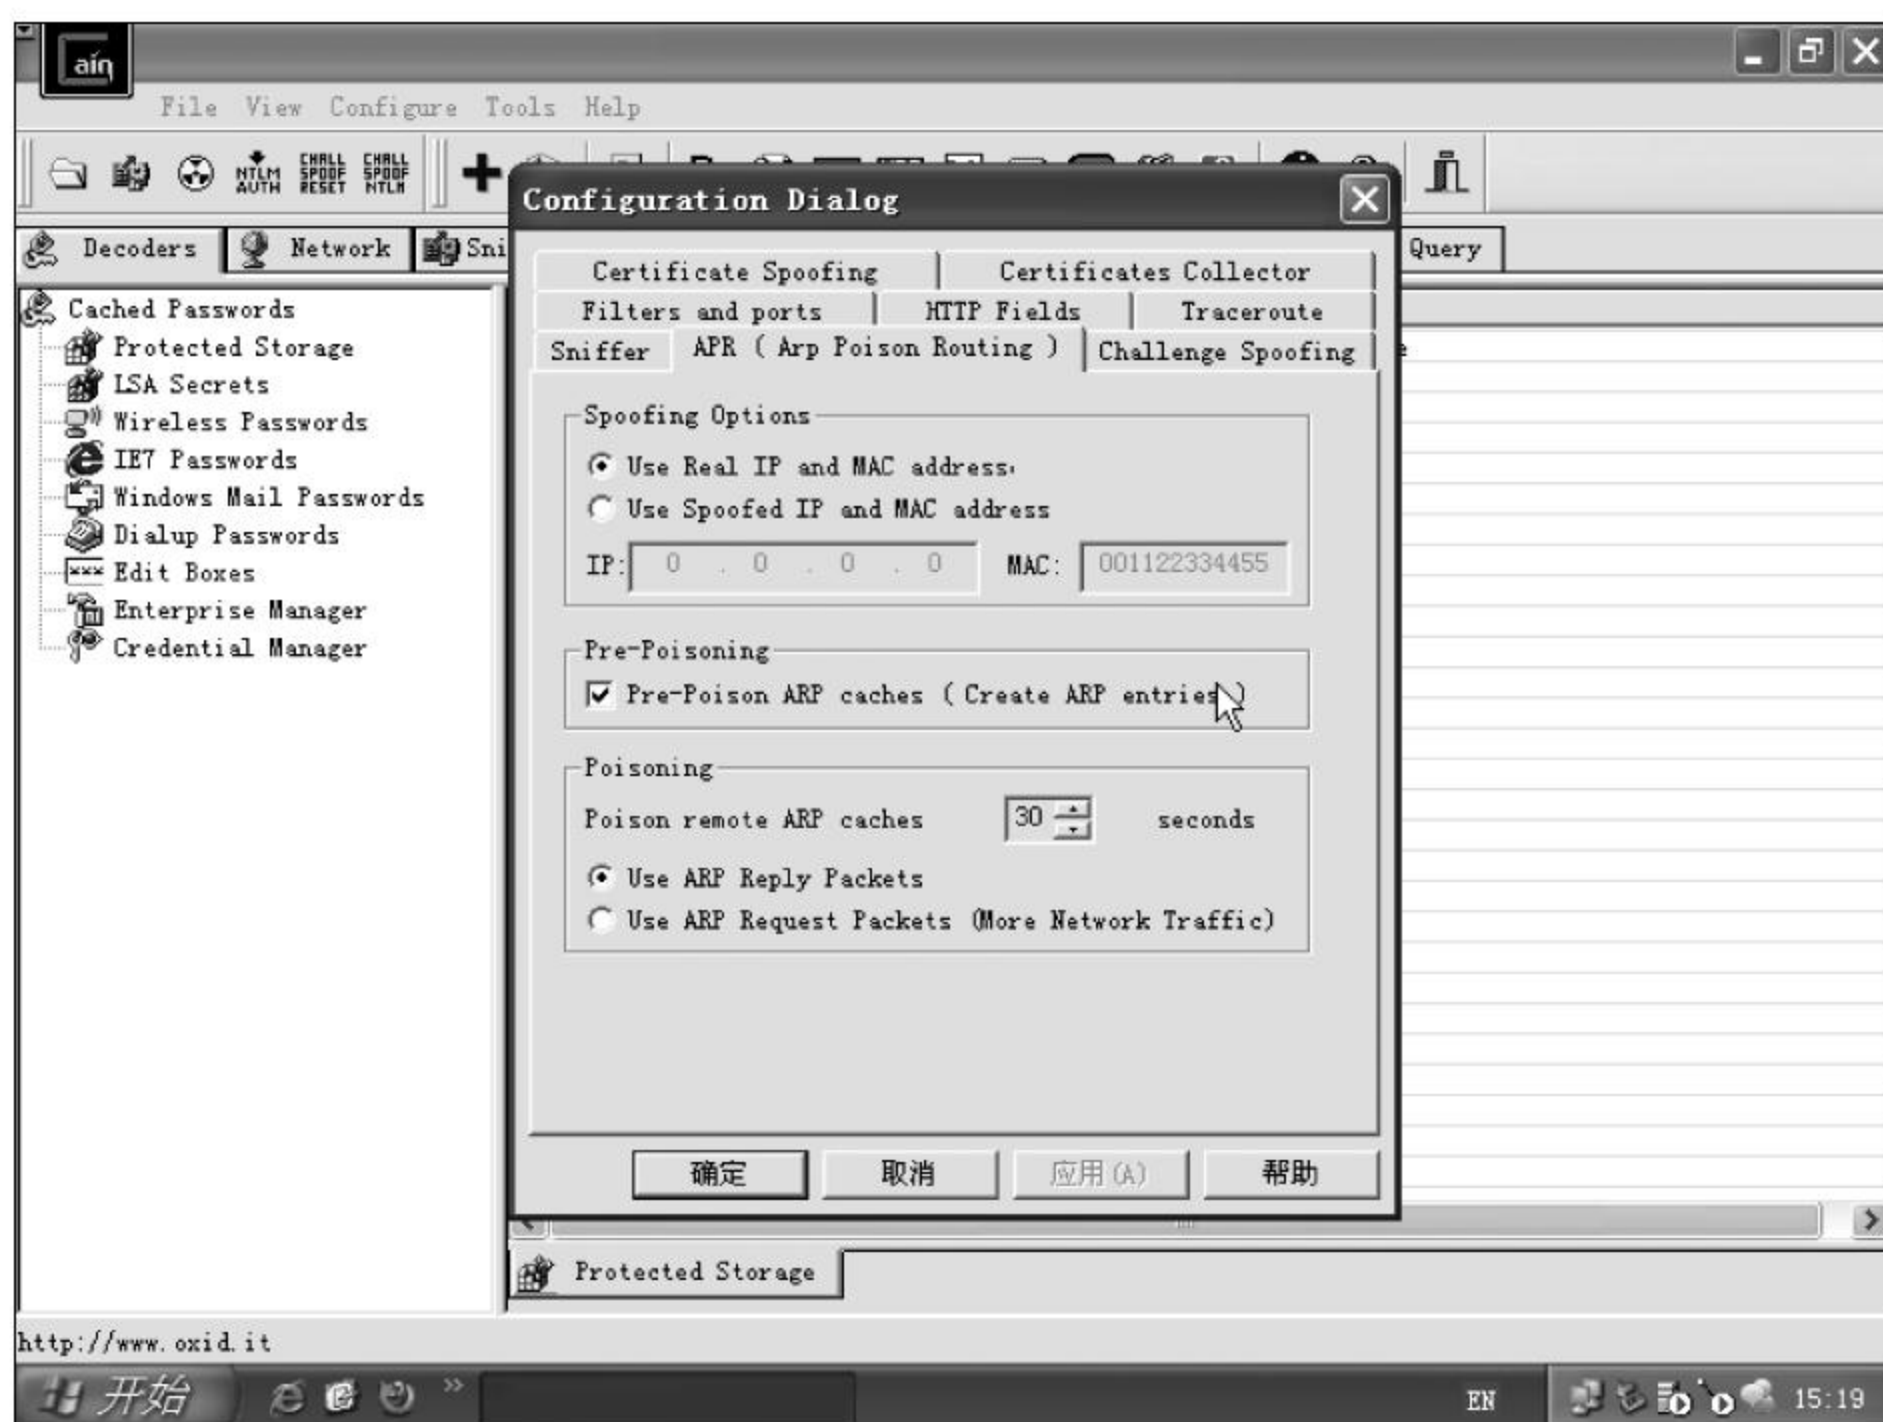 ain
File View Configure Tools Help
NTLM AUTH
CHALL SPOOF RESET
CHALL SPOOF NTLM
Decoders Network Sni Query
Cached Passwords
Protected Storage
LSA Secrets
Wireless Passwords
IE7 Passwords
Windows Mail Passwords
Dialup Passwords
Edit Boxes
Enterprise Manager
Credential Manager
Configuration Dialog
Certificate Spoofing Certificates Collector
Filters and ports HTTP Fields Traceroute
Sniffer APR ( Arp Poison Routing ) Challenge Spoofing
Spoofing Options
Use Real IP and MAC address
Use Spoofed IP and MAC address
IP: 0 . 0 . 0 . 0 MAC: 001122334455
Pre-Poisoning
Pre-Poison ARP caches ( Create ARP entries )
Poisoning
Poison remote ARP caches 30 seconds
Use ARP Reply Packets
Use ARP Request Packets (More Network Traffic)
确定 取消 应用(A) 帮助
Protected Storage
http://www.oxid.it
开始 » EN 15:19